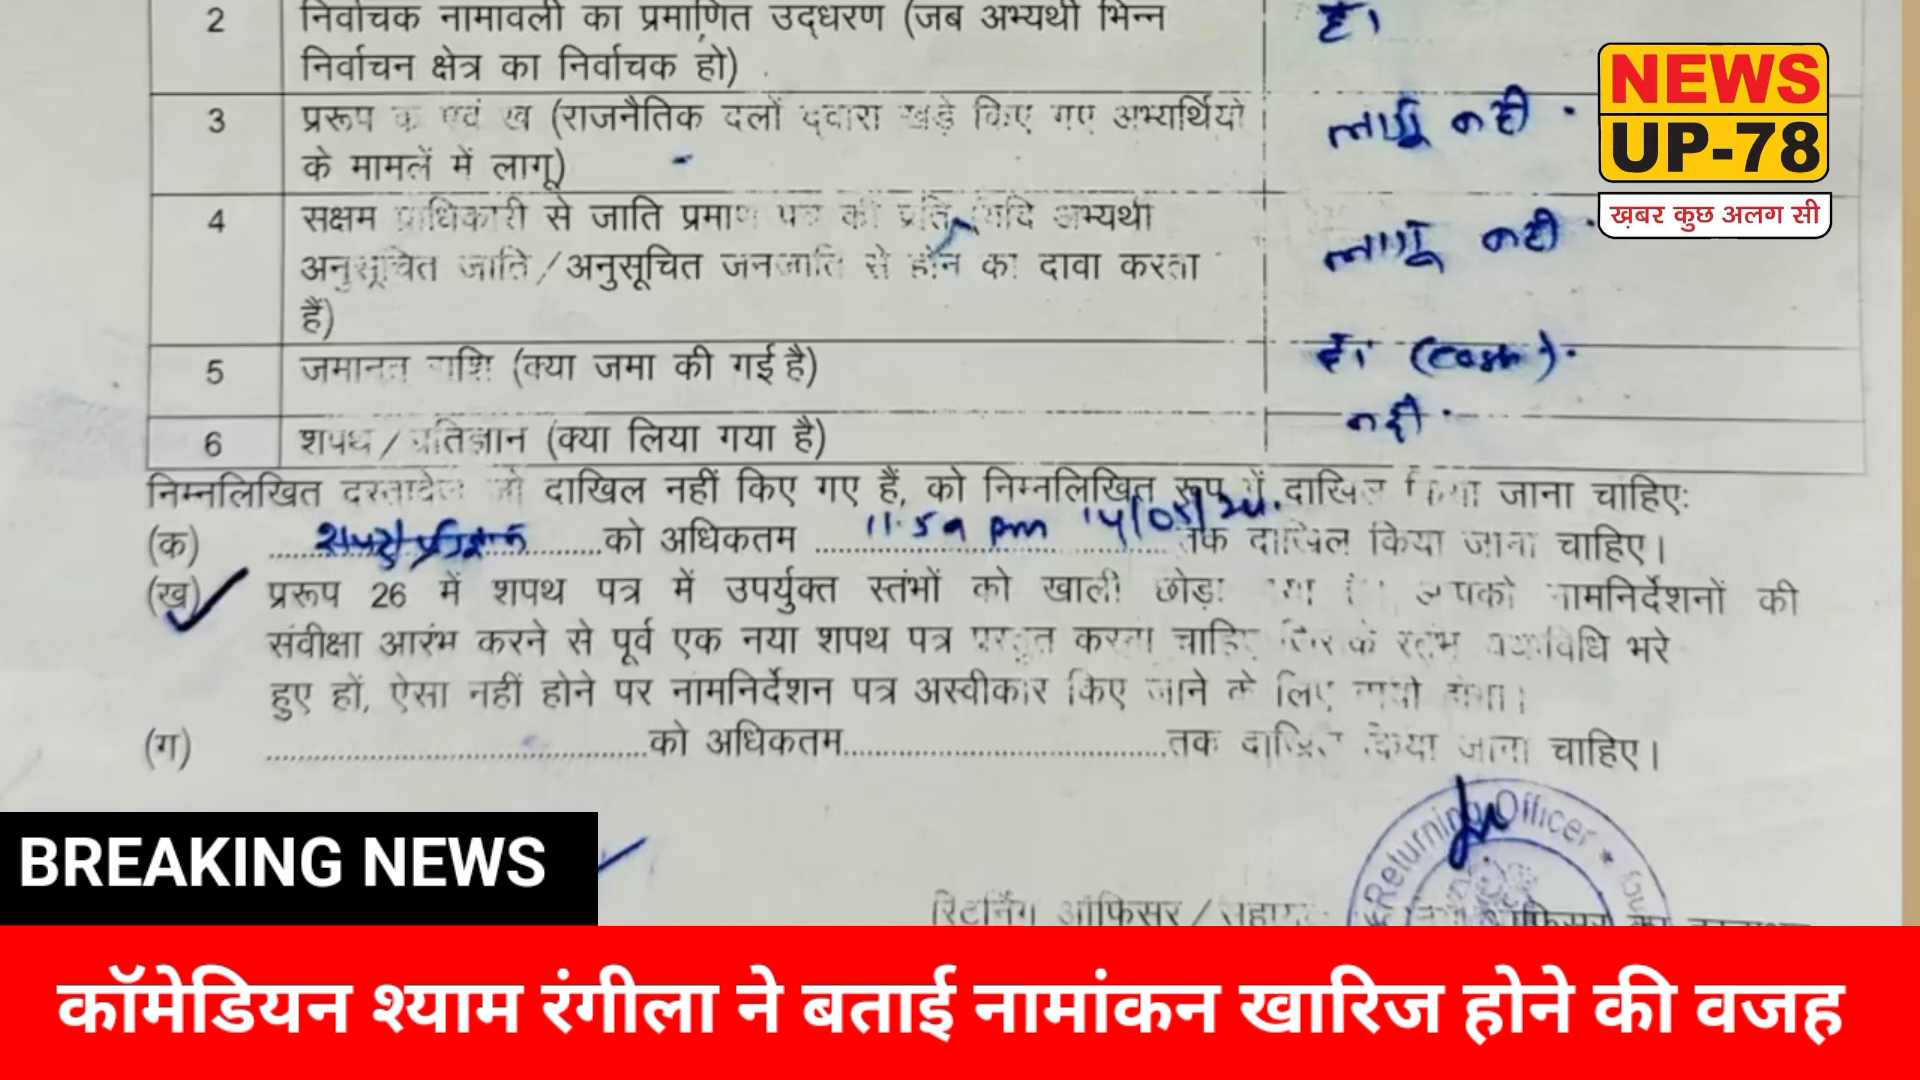 2 निर्वाचक नामावली का प्रमाणित उद्धरण (जब अभ्यर्थी भिन्न हाँ।
निर्वाचन क्षेत्र का निर्वाचक हो)
3 प्ररूप क एवं ख (राजनैतिक दलों द्वारा खड़े किए गए अभ्यर्थियों लागू नहीं
के मामलें में लागू)
4 सक्षम प्राधिकारी से जाति प्रमाण पत्र की प्रति (यदि अभ्यर्थी लागू नहीं
अनुसूचित जाति/अनुसूचित जनजाति से होने का दावा करता
हैं)
5 जमानत राशि (क्या जमा की गई है) हाँ (cash).
6 शपथ/प्रतिज्ञान (क्या लिया गया है) नहीं
निम्नलिखित दस्तावेज जो दाखिल नहीं किए गए हैं, को निम्नलिखित रूप में दाखिल किया जाना चाहिएः
(क) ..........को अधिकतम 11.59 pm 14/05/24. तक दाखिल किया जाना चाहिए।
(ख) प्ररूप 26 में शपथ पत्र में उपर्युक्त स्तंभों को खाली छोड़ा गया है। आपको नामनिर्देशनों की
संवीक्षा आरंभ करने से पूर्व एक नया शपथ पत्र प्रस्तुत करना चाहिए जिसके स्तंभ यथाविधि भरे
हुए हों, ऐसा नहीं होने पर नामनिर्देशन पत्र अस्वीकार किए जाने के लिए
(ग) ..........को अधिकतम..........तक दाखिल किया जाना चाहिए।
Returning Officer
रिटर्निंग ऑफिसर/सहायक
NEWS
UP-78
ख़बर कुछ अलग सी
BREAKING NEWS
कॉमेडियन श्याम रंगीला ने बताई नामांकन खारिज होने की वजह